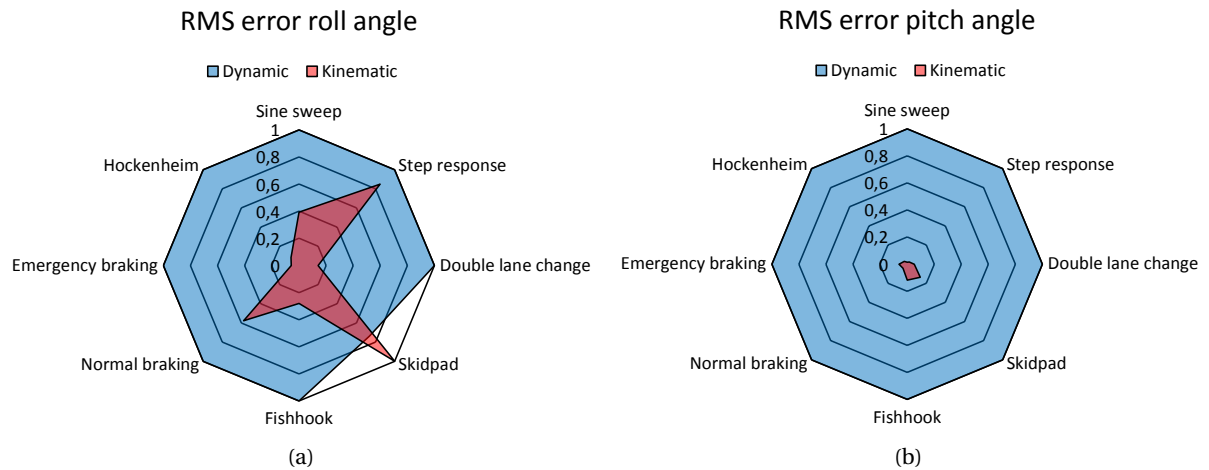 RMS error roll angle
Dynamic Kinematic
Sine sweep
1
Hockenheim
0,8
Step response
0,6
0,4
0,2
Emergency braking
0
Double lane change
Normal braking
Skidpad
Fishhook
(a)
RMS error pitch angle
Dynamic Kinematic
Sine sweep
1
Hockenheim
0,8
Step response
0,6
0,4
0,2
Emergency braking
0
Double lane change
Normal braking
Skidpad
Fishhook
(b)